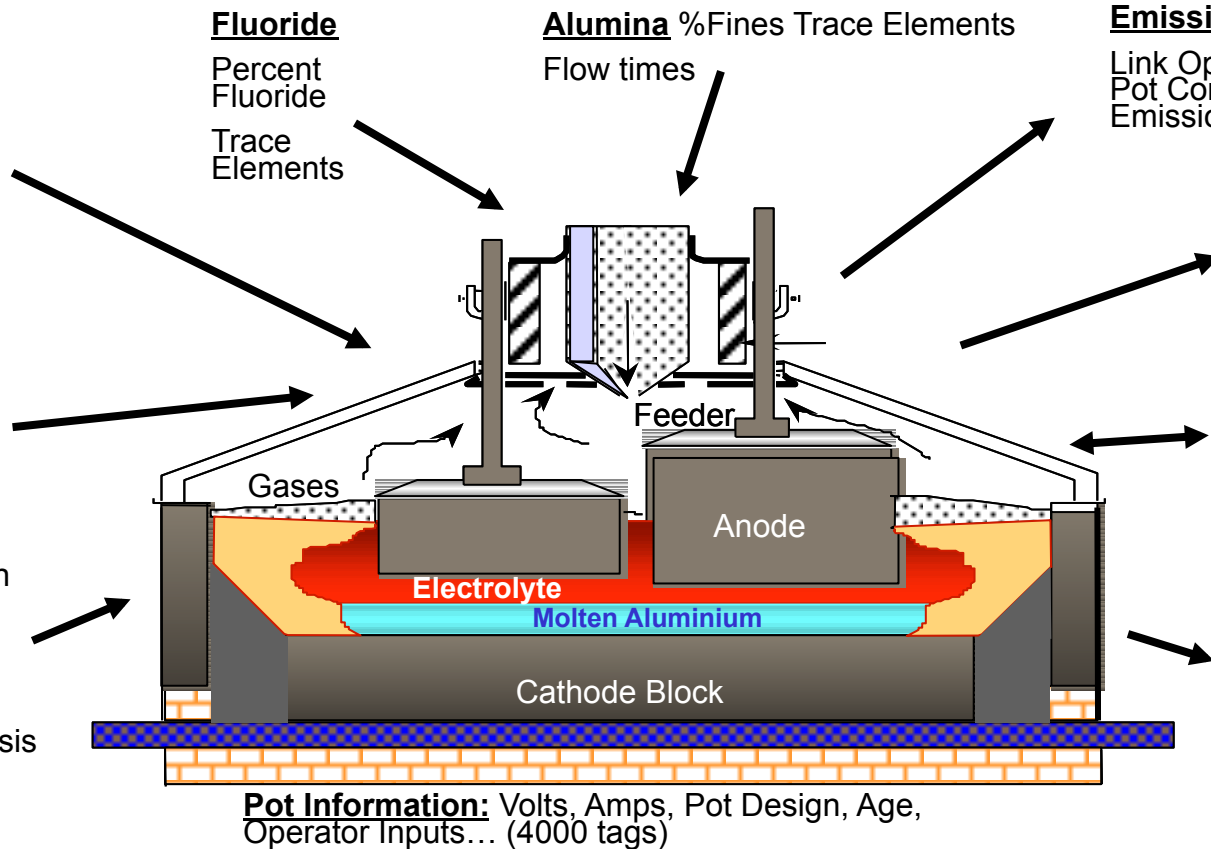 Fluoride
Percent
Fluoride
Trace
Elements
Alumina %Fines Trace Elements
Flow times
Link
Feeder
Gases
Anode
Electrolyte
Molten Aluminium
Cathode Block
Pot Information: Volts, Amps, Pot Design, Age,
Operator Inputs… (4000 tags)